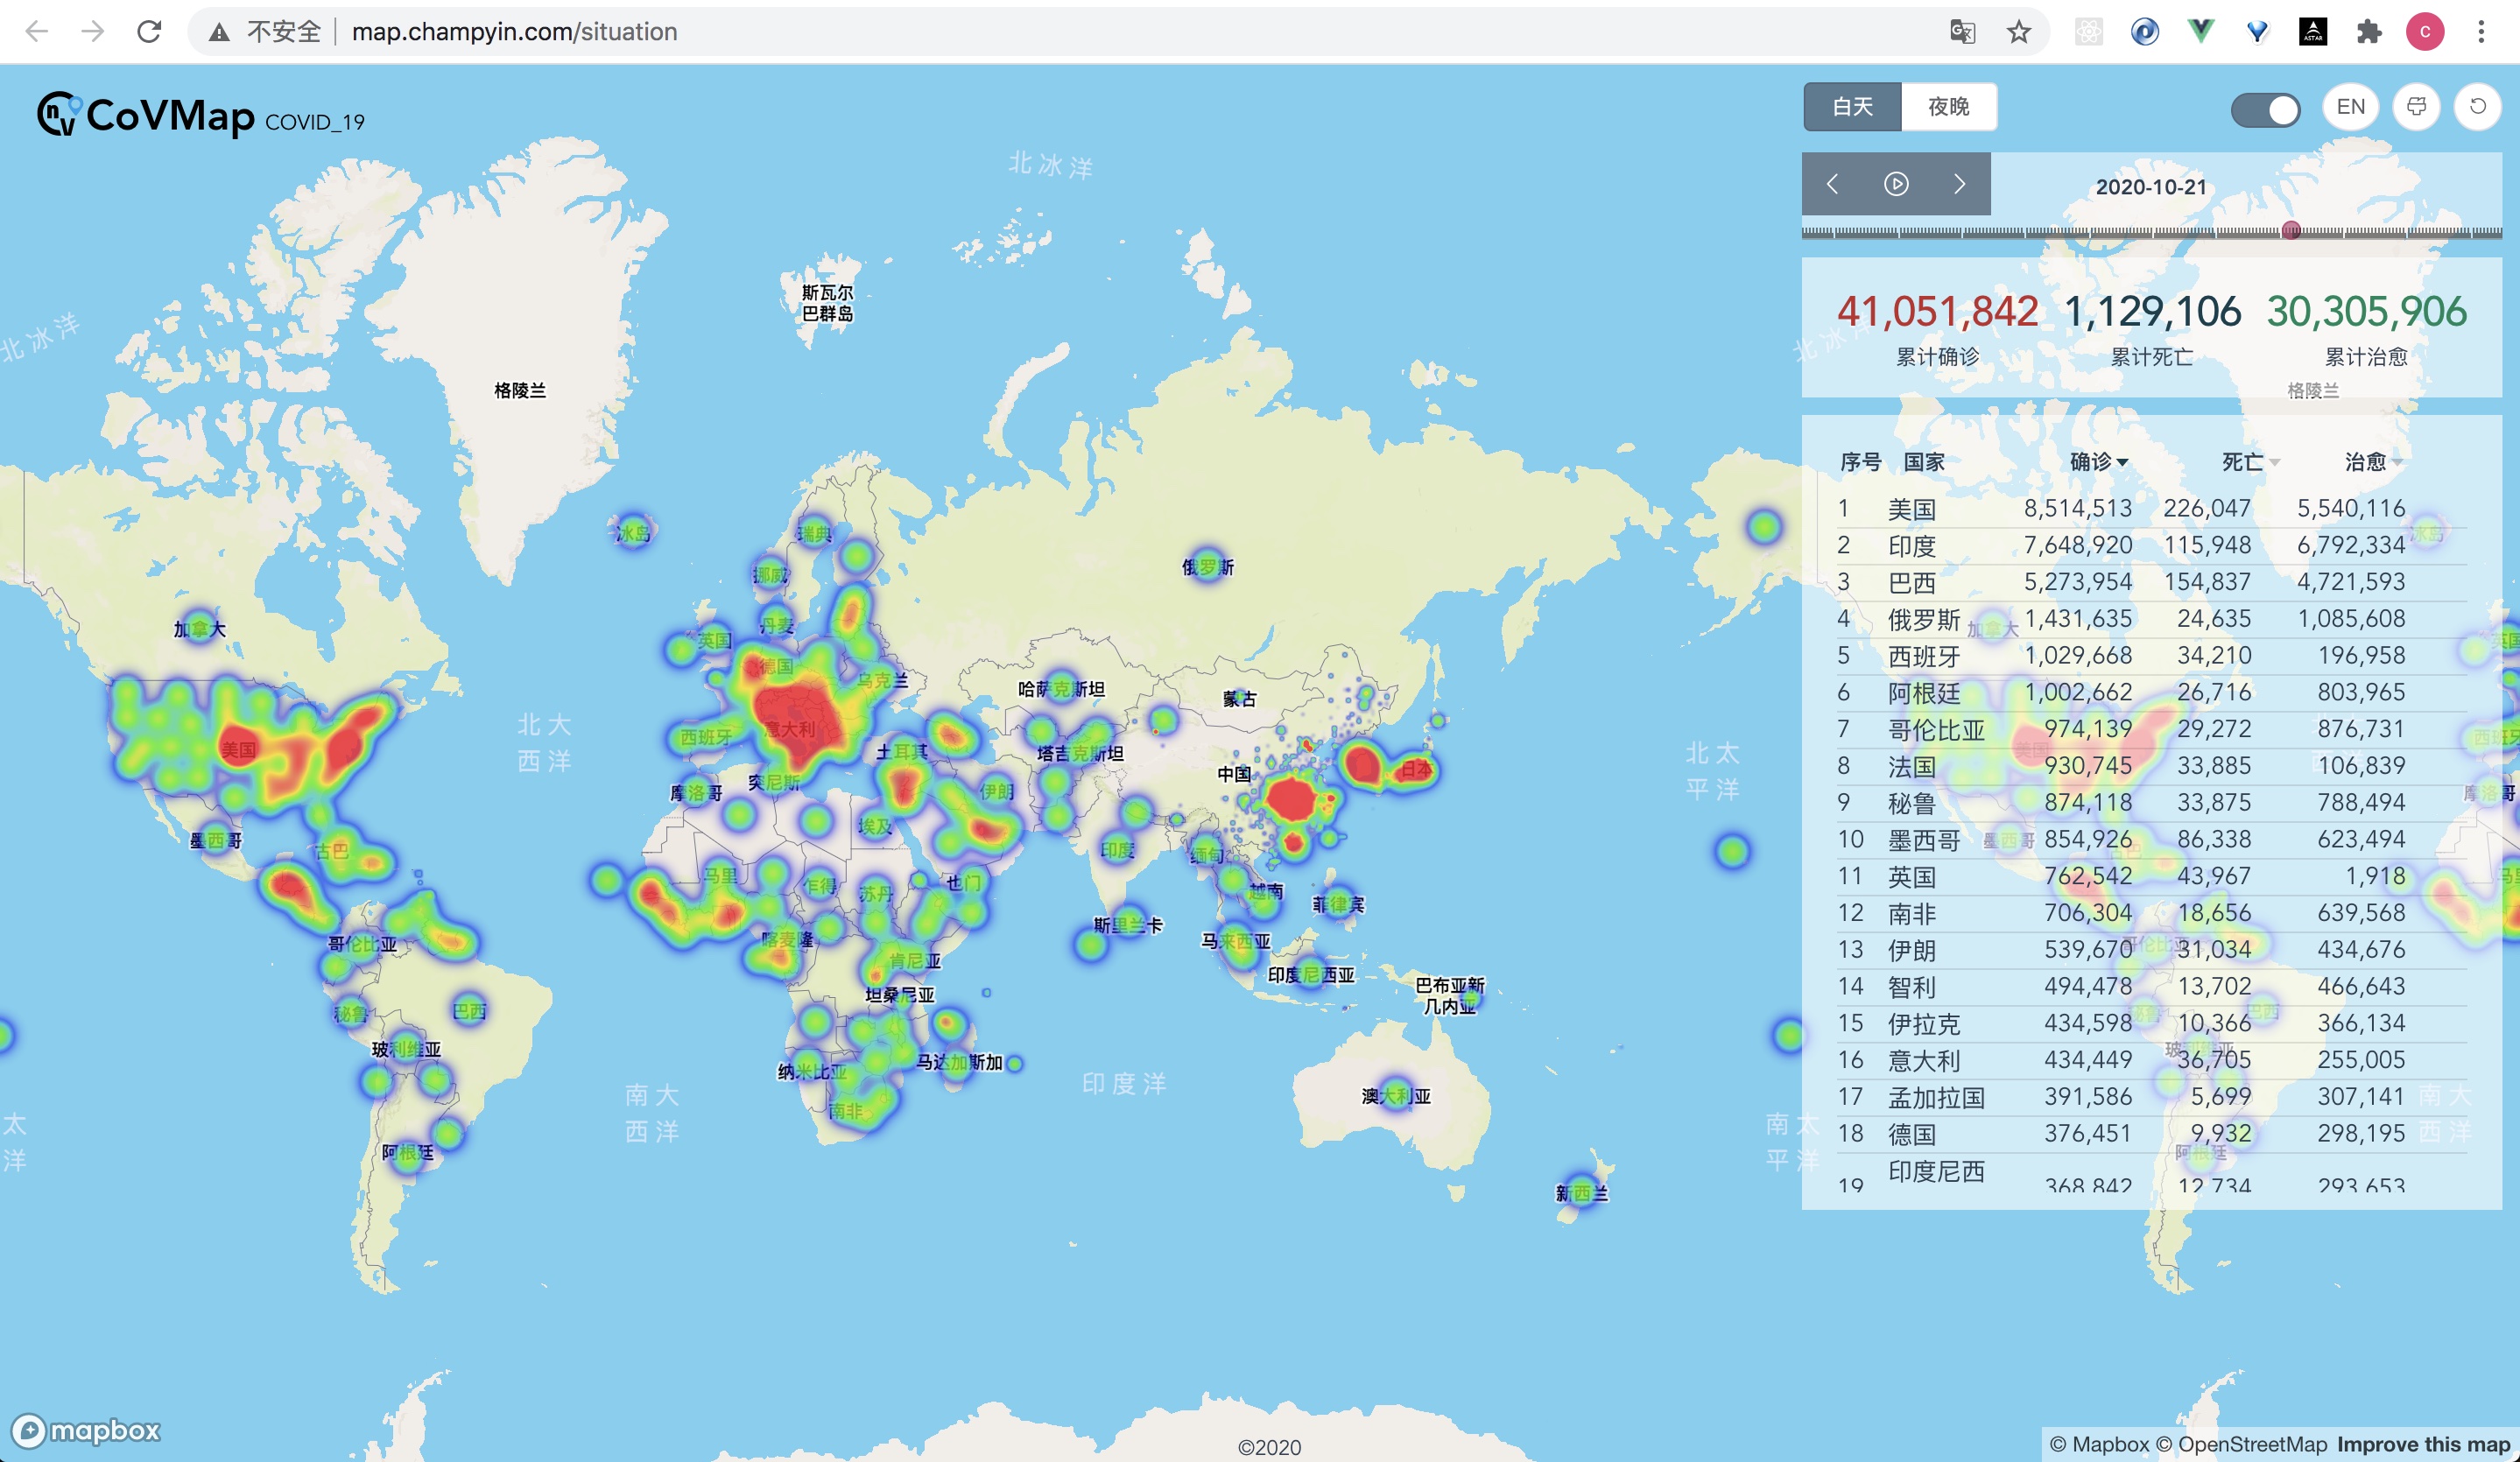 不安全 map.champyin.com/situation
CoVMap COVID_19
白天 夜晚 EN
2020-10-21
41,051,842 1,129,106 30,305,906
累计确诊 累计死亡 累计治愈
序号 国家 确诊 死亡 治愈
1 美国 8,514,513 226,047 5,540,116
2 印度 7,648,920 115,948 6,792,334
3 巴西 5,273,954 154,837 4,721,593
4 俄罗斯 1,431,635 24,635 1,085,608
5 西班牙 1,029,668 34,210 196,958
6 阿根廷 1,002,662 26,716 803,965
7 哥伦比亚 974,139 29,272 876,731
8 法国 930,745 33,885 106,839
9 秘鲁 874,118 33,875 788,494
10 墨西哥 854,926 86,338 623,494
11 英国 762,542 43,967 1,918
12 南非 706,304 18,656 639,568
13 伊朗 539,670 31,034 434,676
14 智利 494,478 13,702 466,643
15 伊拉克 434,598 10,366 366,134
16 意大利 434,449 36,705 255,005
17 孟加拉国 391,586 5,699 307,141
18 德国 376,451 9,932 298,195
19 印度尼西 368,842 12,734 293,653
北冰洋
北冰洋
斯瓦尔
巴群岛
格陵兰
格陵兰
冰岛
瑞典
挪威
俄罗斯
加拿大
丹麦
英国
德国
乌克兰
哈萨克斯坦
蒙古
北大
西洋
西班牙
意大利
美国
土耳其
塔吉克斯坦
中国
日本
北太
平洋
摩洛哥
突尼斯
伊朗
墨西哥
古巴
埃及
印度
缅甸
马里
乍得
苏丹
也门
越南
菲律宾
哥伦比亚
喀麦隆
斯里兰卡
马来西亚
肯尼亚
印度尼西亚
坦桑尼亚
巴布亚新
几内亚
秘鲁
巴西
玻利维亚
纳米比亚
马达加斯加
印度洋
澳大利亚
南大
西洋
南非
太
洋
南太
平洋
阿根廷
新西兰
加拿大
美国
墨西哥
阿根廷
南大
西洋
mapbox
©2020
© Mapbox © OpenStreetMap Improve this map